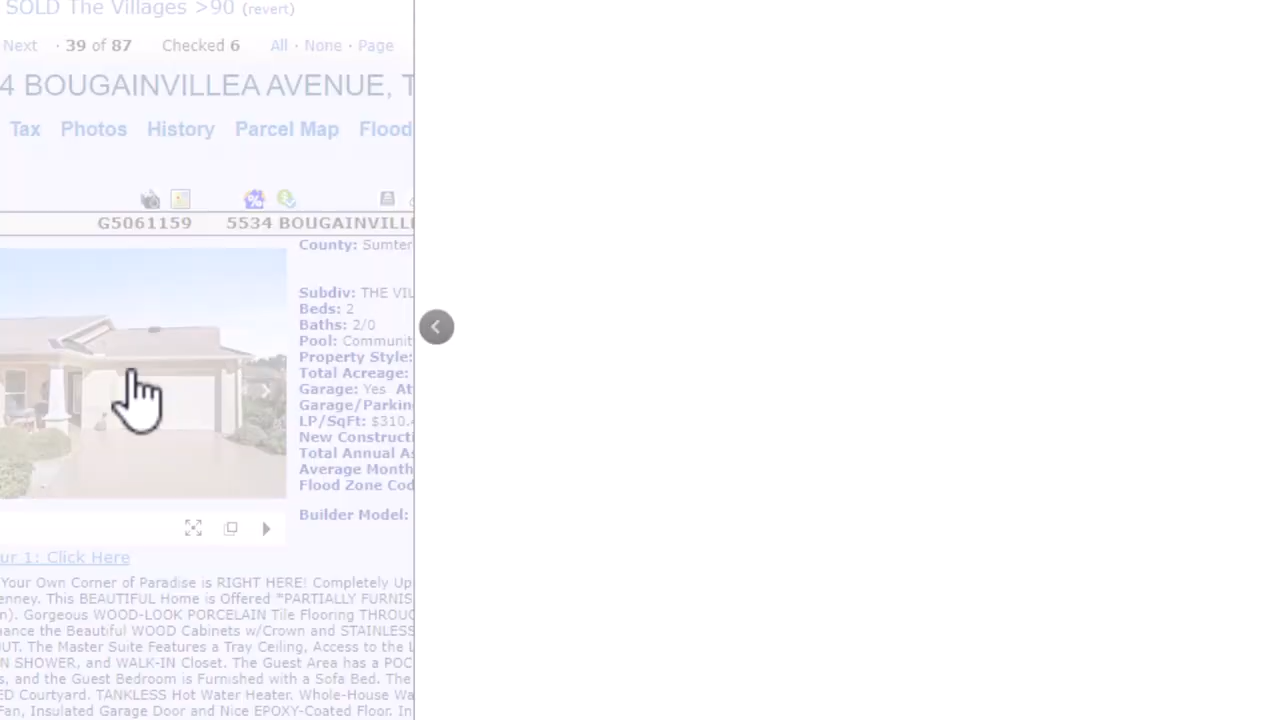 SOLD The Villages >90 (revert)
Next · 39 of 87 Checked 6 All · None · Page
4 BOUGAINVILLEA AVENUE, T
Tax Photos History Parcel Map Flood
G5061159 5534 BOUGAINVILL
County: Sumter
Subdiv: THE VIL
Beds: 2
Baths: 2/0
Pool: Communit
Property Style:
Total Acreage:
Garage: Yes At
Garage/Parkin
LP/SqFt: $310.4
New Constructi
Total Annual As
Average Month
Flood Zone Cod
Builder Model:
ur 1: Click Here
Your Own Corner of Paradise is RIGHT HERE! Completely Up
enney. This BEAUTIFUL Home is Offered *PARTIALLY FURNIS
n). Gorgeous WOOD-LOOK PORCELAIN Tile Flooring THROUG
hance the Beautiful WOOD Cabinets w/Crown and STAINLESS
UT. The Master Suite Features a Tray Ceiling, Access to the L
N SHOWER, and WALK-IN Closet. The Guest Area has a POC
s, and the Guest Bedroom is Furnished with a Sofa Bed. The
ED Courtyard. TANKLESS Hot Water Heater. Whole-House Wa
Fan, Insulated Garage Door and Nice EPOXY-Coated Floor. In